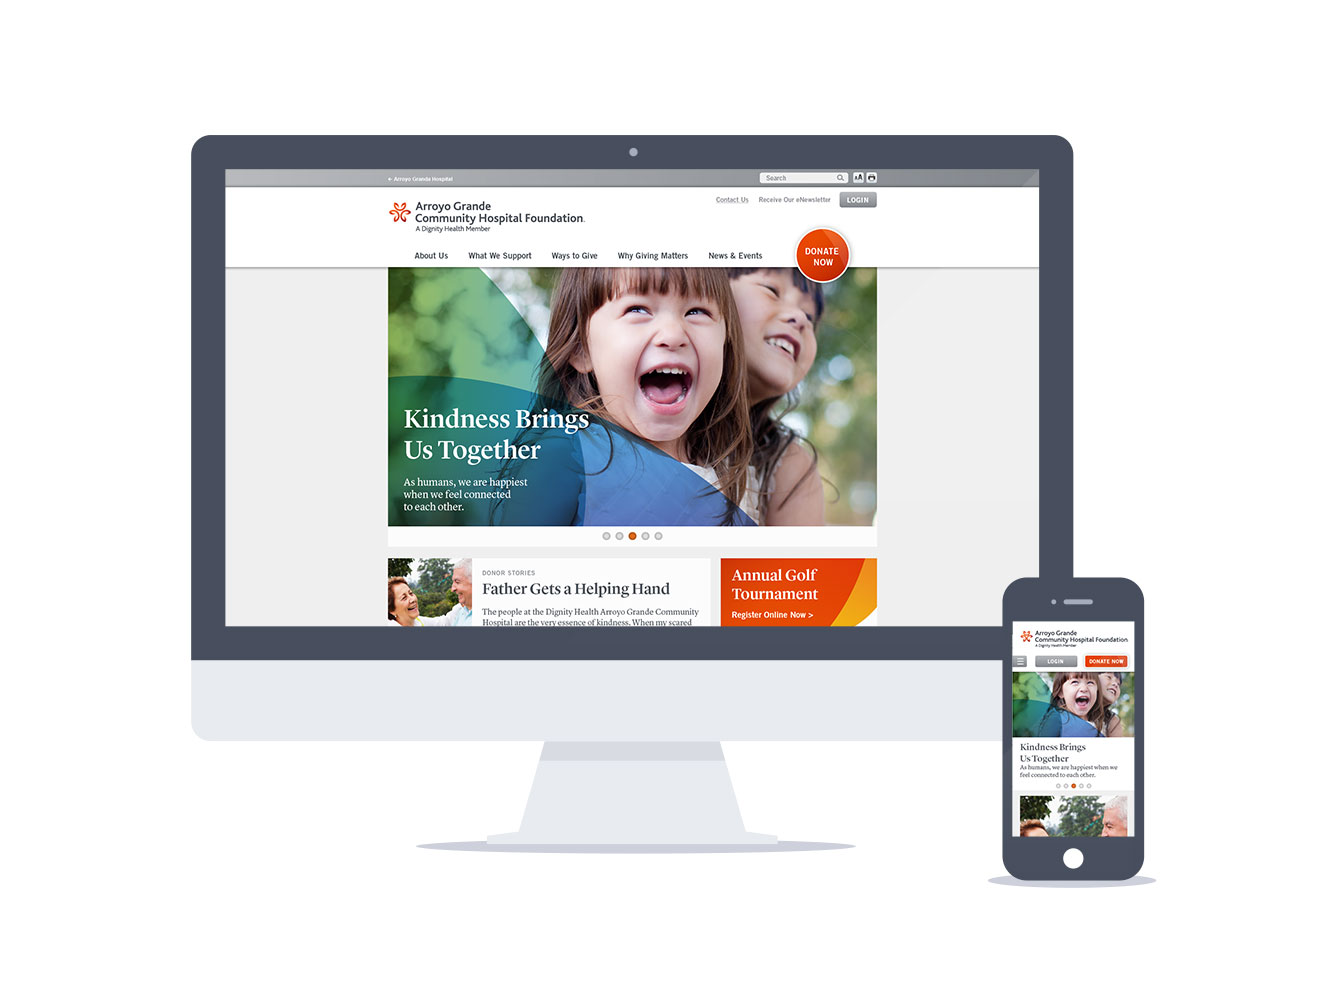 ← Arroyo Grande Hospital
Search
AA
Contact Us
Receive Our eNewsletter
LOGIN
Arroyo Grande
Community Hospital Foundation.
A Dignity Health Member
About Us
What We Support
Ways to Give
Why Giving Matters
News & Events
DONATE
NOW
Kindness Brings
Us Together
As humans, we are happiest
when we feel connected
to each other.
DONOR STORIES
Father Gets a Helping Hand
The people at the Dignity Health Arroyo Grande Community
Hospital are the very essence of kindness. When my scared
Annual Golf
Tournament
Register Online Now >
Arroyo Grande
Community Hospital Foundation.
A Dignity Health Member
LOGIN
DONATE NOW
Kindness Brings
Us Together
As humans, we are happiest when we
feel connected to each other.